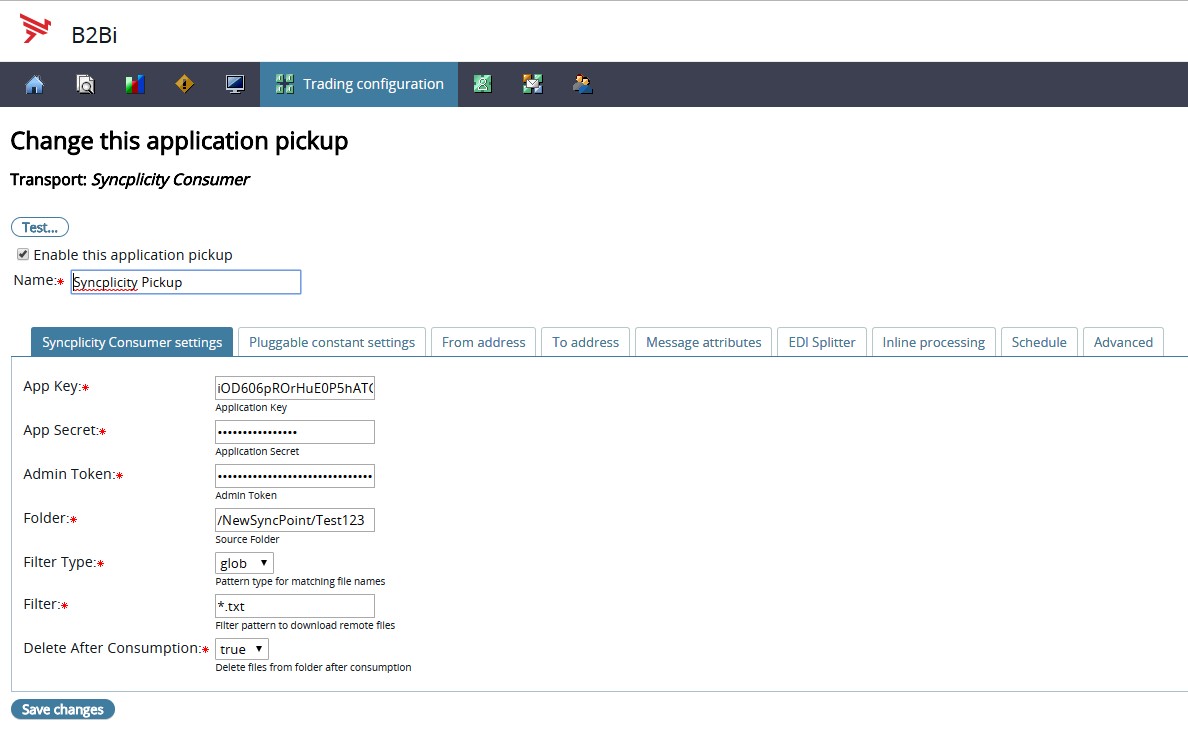 B2Bi
Trading configuration
Change this application pickup
Transport: Syncplicity Consumer
Test...
Enable this application pickup
Name:* Syncplicity Pickup
Syncplicity Consumer settings Pluggable constant settings From address To address Message attributes EDI Splitter Inline processing Schedule Advanced
App Key:*
Application Key
App Secret:* ••••••••••••••••
Application Secret
Admin Token:* •••••••••••••••••••••••••••••••
Admin Token
Folder:* /NewSyncPoint/Test123
Source Folder
Filter Type:* glob
Pattern type for matching file names
Filter:* *.txt
Filter pattern to download remote files
Delete After Consumption:* true
Delete files from folder after consumption
Save changes